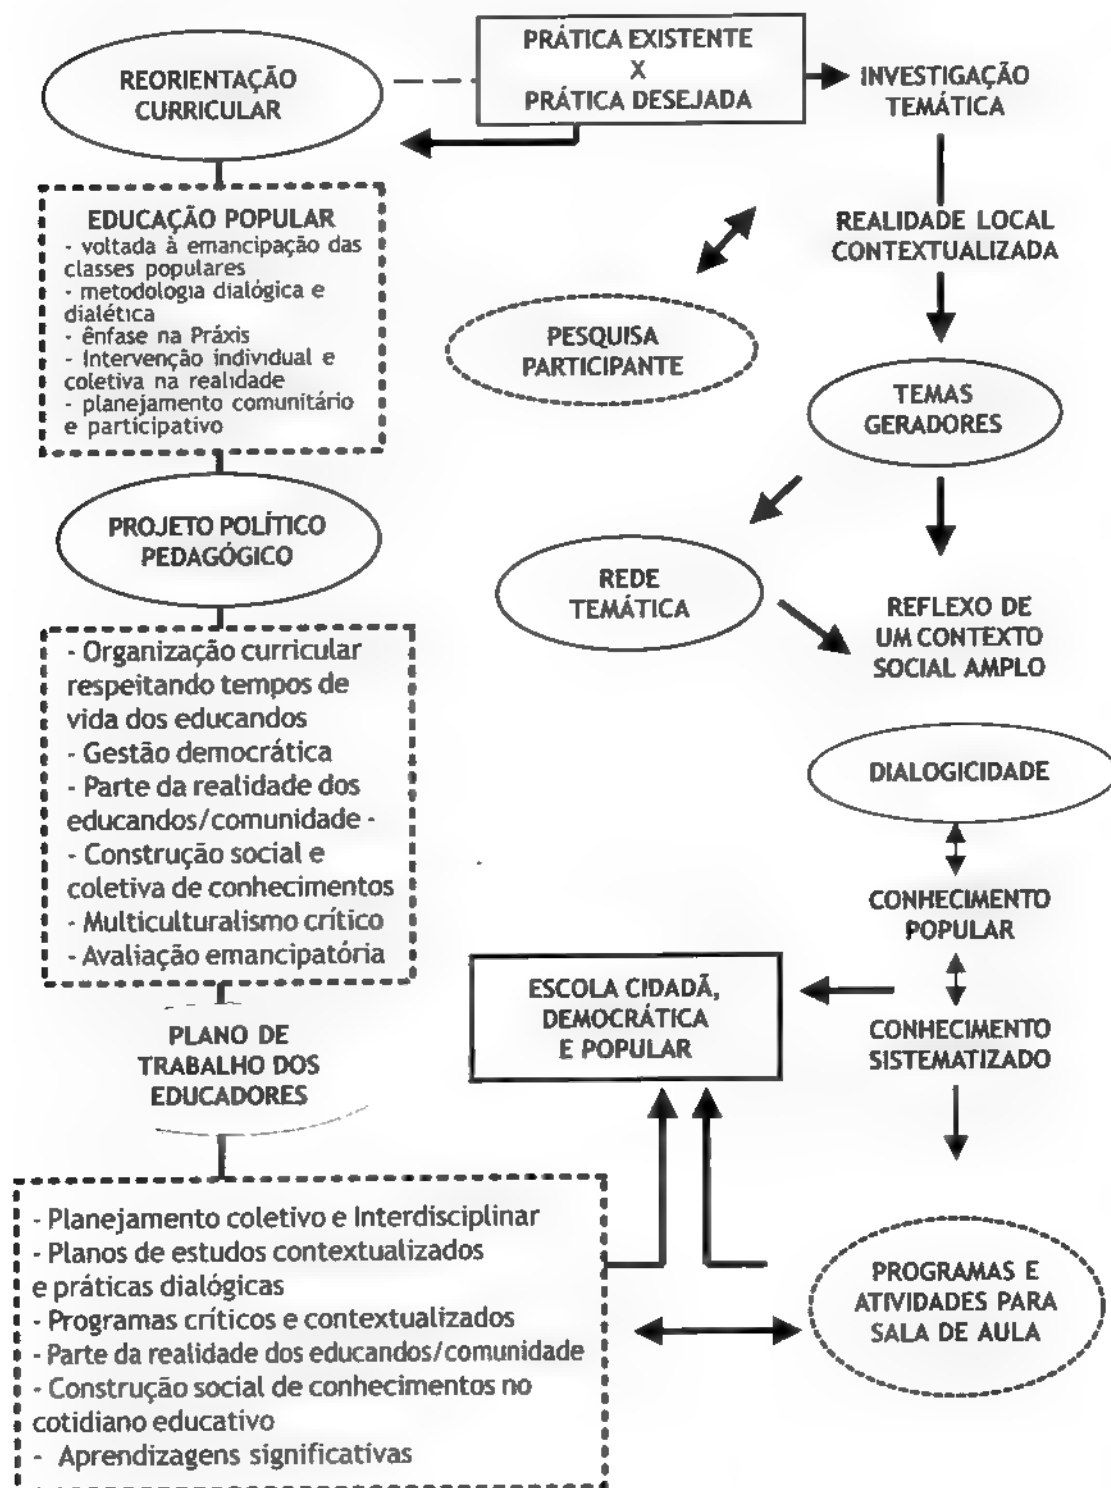 PRÁTICA EXISTENTE
X
PRÁTICA DESEJADA
REORIENTAÇÃO
CURRICULAR
INVESTIGAÇÃO
TEMÁTICA
EDUCAÇÃO POPULAR
- voltada à emancipação das
classes populares
- metodologia dialógica e
dialética
- ênfase na Práxis
- Intervenção individual e
coletiva na realidade
- planejamento comunitário
e participativo
REALIDADE LOCAL
CONTEXTUALIZADA
PESQUISA
PARTICIPANTE
TEMAS
GERADORES
PROJETO POLÍTICO
PEDAGÓGICO
REDE
TEMÁTICA
REFLEXO DE
UM CONTEXTO
SOCIAL AMPLO
- Organização curricular
respeitando tempos de
vida dos educandos
- Gestão democrática
- Parte da realidade dos
educandos/comunidade -
- Construção social e
coletiva de conhecimentos
- Multiculturalismo crítico
- Avaliação emancipatória
DIALOGICIDADE
CONHECIMENTO
POPULAR
ESCOLA CIDADÃ,
DEMOCRÁTICA
E POPULAR
CONHECIMENTO
SISTEMATIZADO
PLANO DE
TRABALHO DOS
EDUCADORES
- Planejamento coletivo e Interdisciplinar
- Planos de estudos contextualizados
e práticas dialógicas
- Programas críticos e contextualizados
- Parte da realidade dos educandos/comunidade
- Construção social de conhecimentos no
cotidiano educativo
- Aprendizagens significativas
PROGRAMAS E
ATIVIDADES PARA
SALA DE AULA